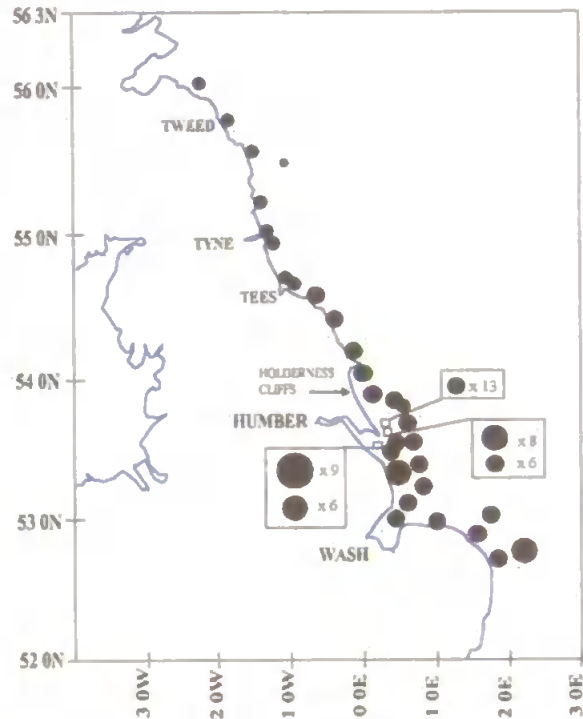 56.3N
56.0N
TWEED
55.0N
TYNE
TEES
54.0N
HOLDERNESS
CLIFFS
x 13
HUMBER
x 8
x 9
x 6
x 6
53.0N
WASH
52.0N
3.0W
2.0W
1.0W
0.0E
1.0E
2.0E
3.0E